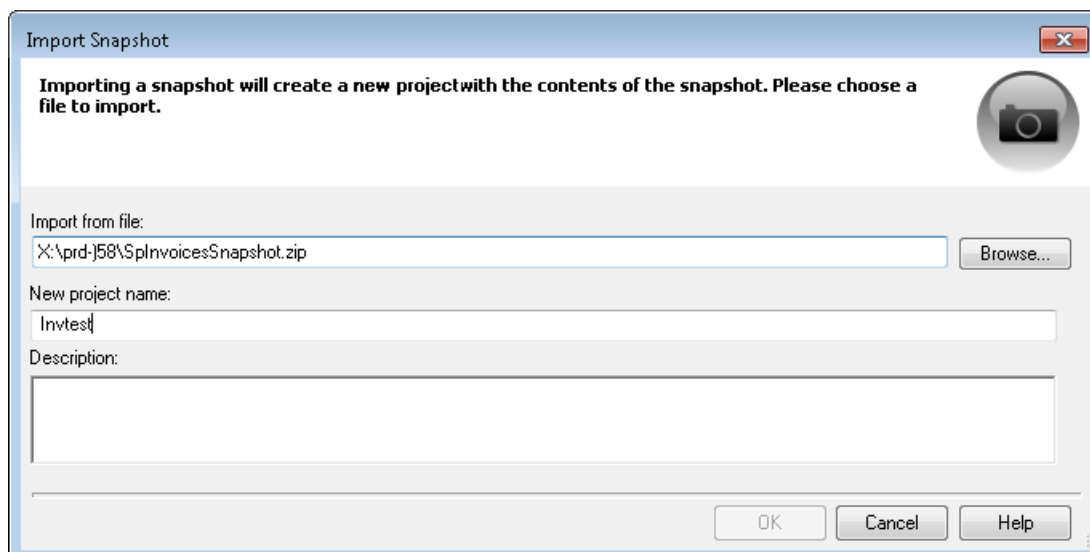 Import Snapshot
Importing a snapshot will create a new projectwith the contents of the snapshot. Please choose a
file to import.
Import from file:
X:\prd-)58\SpInvoicesSnapshot.zip
Browse...
New project name:
Invtest
Description:
OK
Cancel
Help